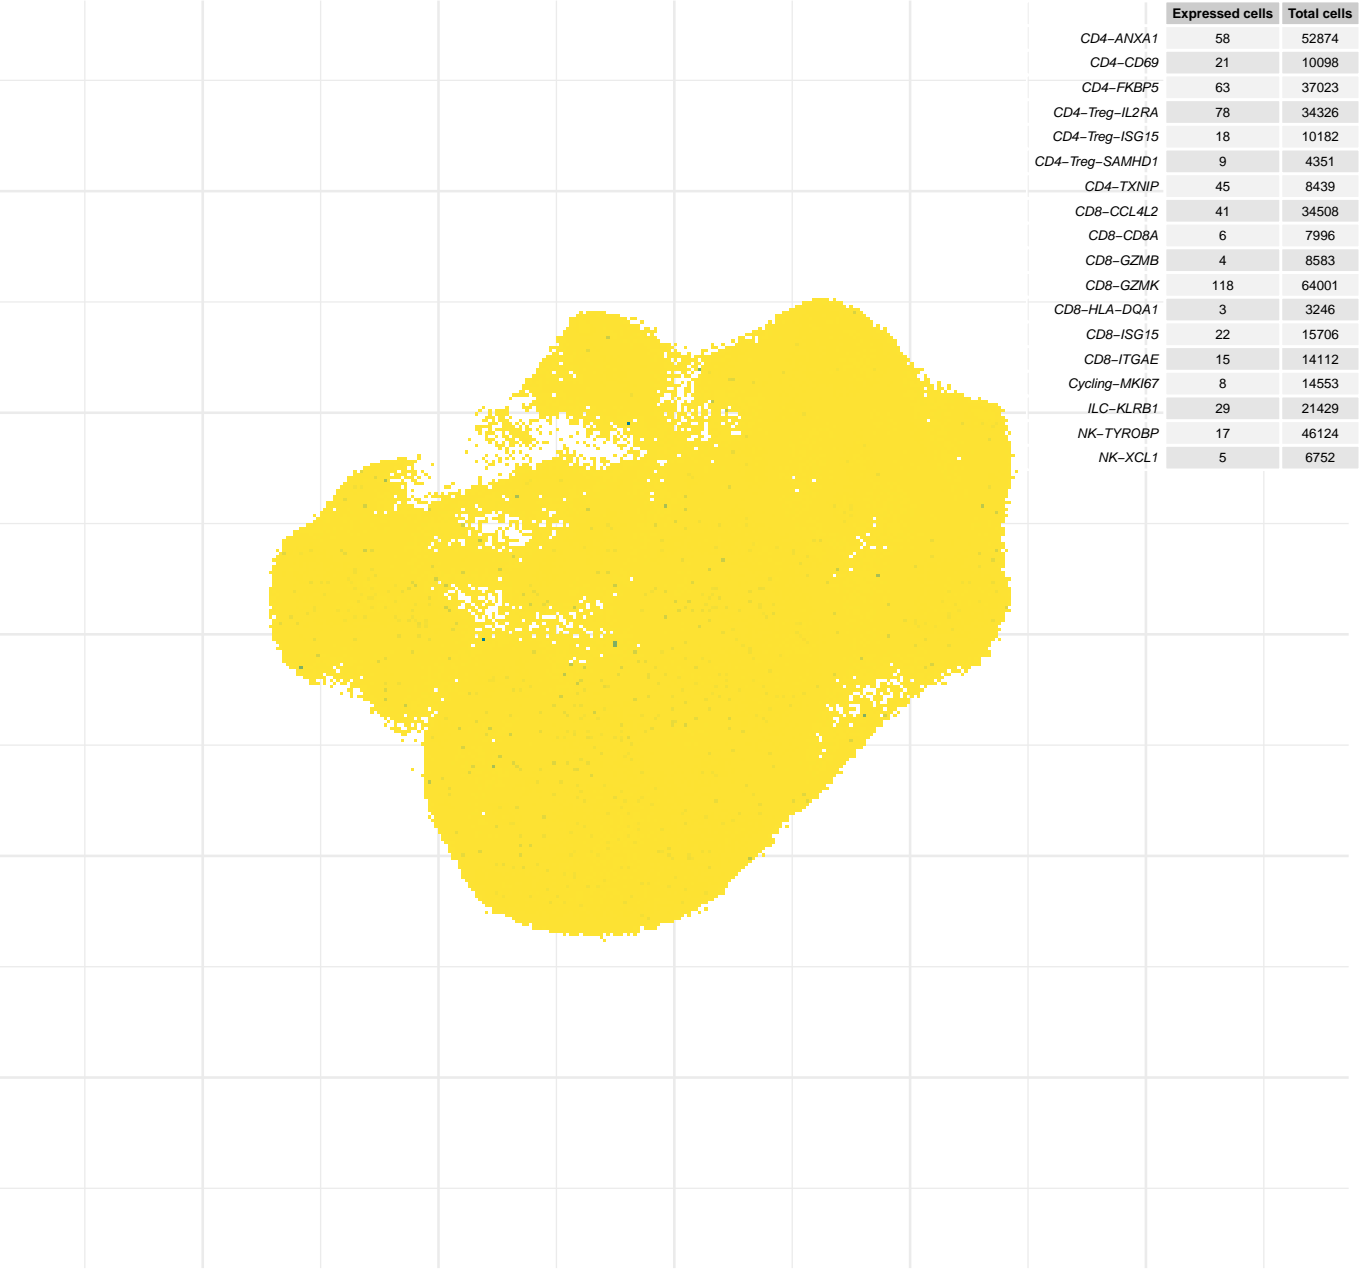 Expressed cells Total cells
CD4−ANXA1 58 52874
CD4−CD69 21 10098
CD4−FKBP5 63 37023
CD4−Treg−IL2RA 78 34326
CD4−Treg−ISG15 18 10182
CD4−Treg−SAMHD1 9 4351
CD4−TXNIP 45 8439
CD8−CCL4L2 41 34508
CD8−CD8A 6 7996
CD8−GZMB 4 8583
CD8−GZMK 118 64001
CD8−HLA−DQA1 3 3246
CD8−ISG15 22 15706
CD8−ITGAE 15 14112
Cycling−MKI67 8 14553
ILC−KLRB1 29 21429
NK−TYROBP 17 46124
NK−XCL1 5 6752